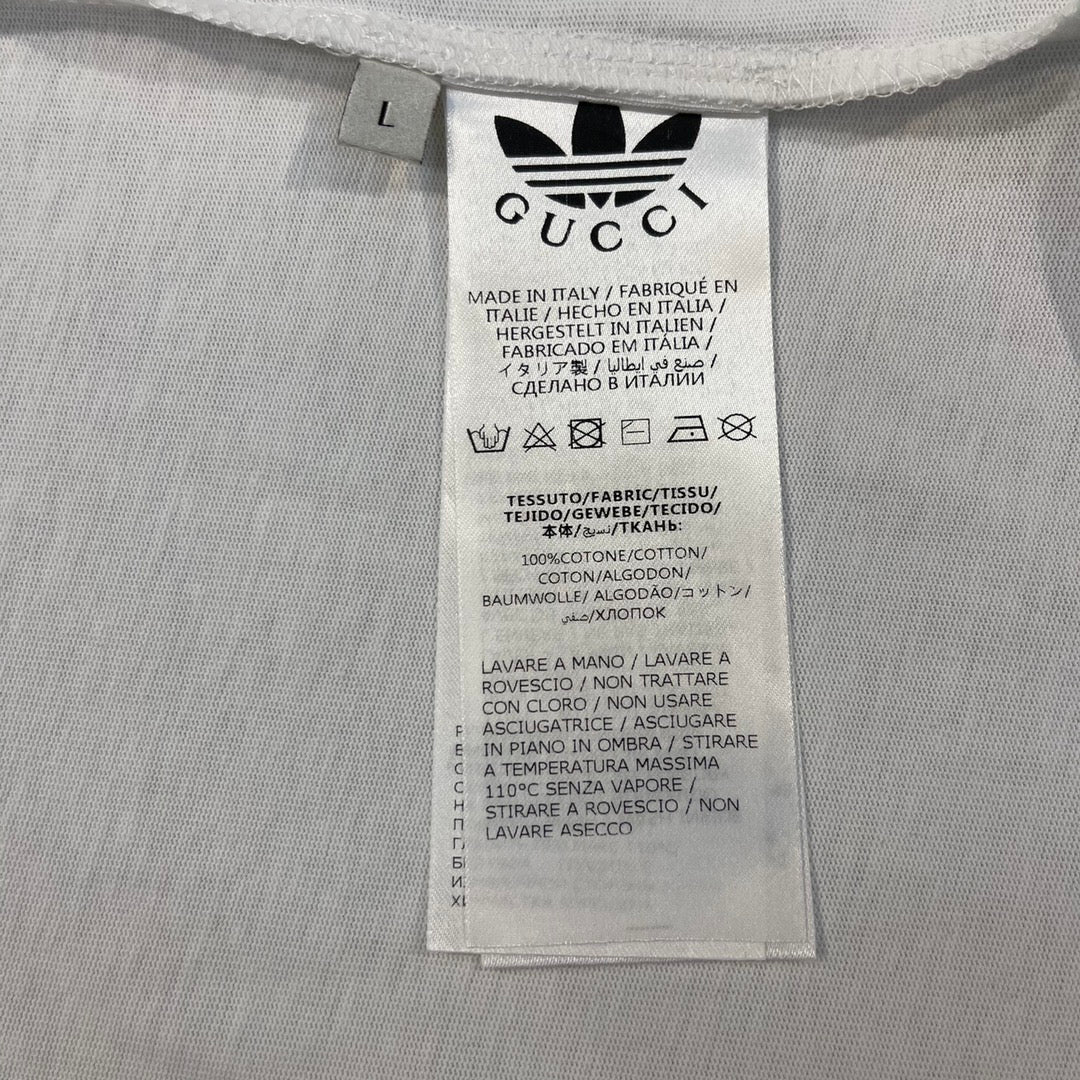 L
GUCCI
MADE IN ITALY / FABRIQUÉ EN
ITALIE / HECHO EN ITALIA /
HERGESTELT IN ITALIEN /
FABRICADO EM ITÁLIA /
イタリア製 / صنع في ايطاليا /
СДЕЛАНО В ИТАЛИИ
TESSUTO/FABRIC/TISSU/
TEJIDO/GEWEBE/TECIDO/
本体/نسيج/ТКАНЬ:
100%COTONE/COTTON/
COTON/ALGODON/
BAUMWOLLE/ ALGODÃO/コットン/
صفي/ХЛОПОК
LAVARE A MANO / LAVARE A
ROVESCIO / NON TRATTARE
CON CLORO / NON USARE
ASCIUGATRICE / ASCIUGARE
IN PIANO IN OMBRA / STIRARE
A TEMPERATURA MASSIMA
110°C SENZA VAPORE /
STIRARE A ROVESCIO / NON
LAVARE ASECCO